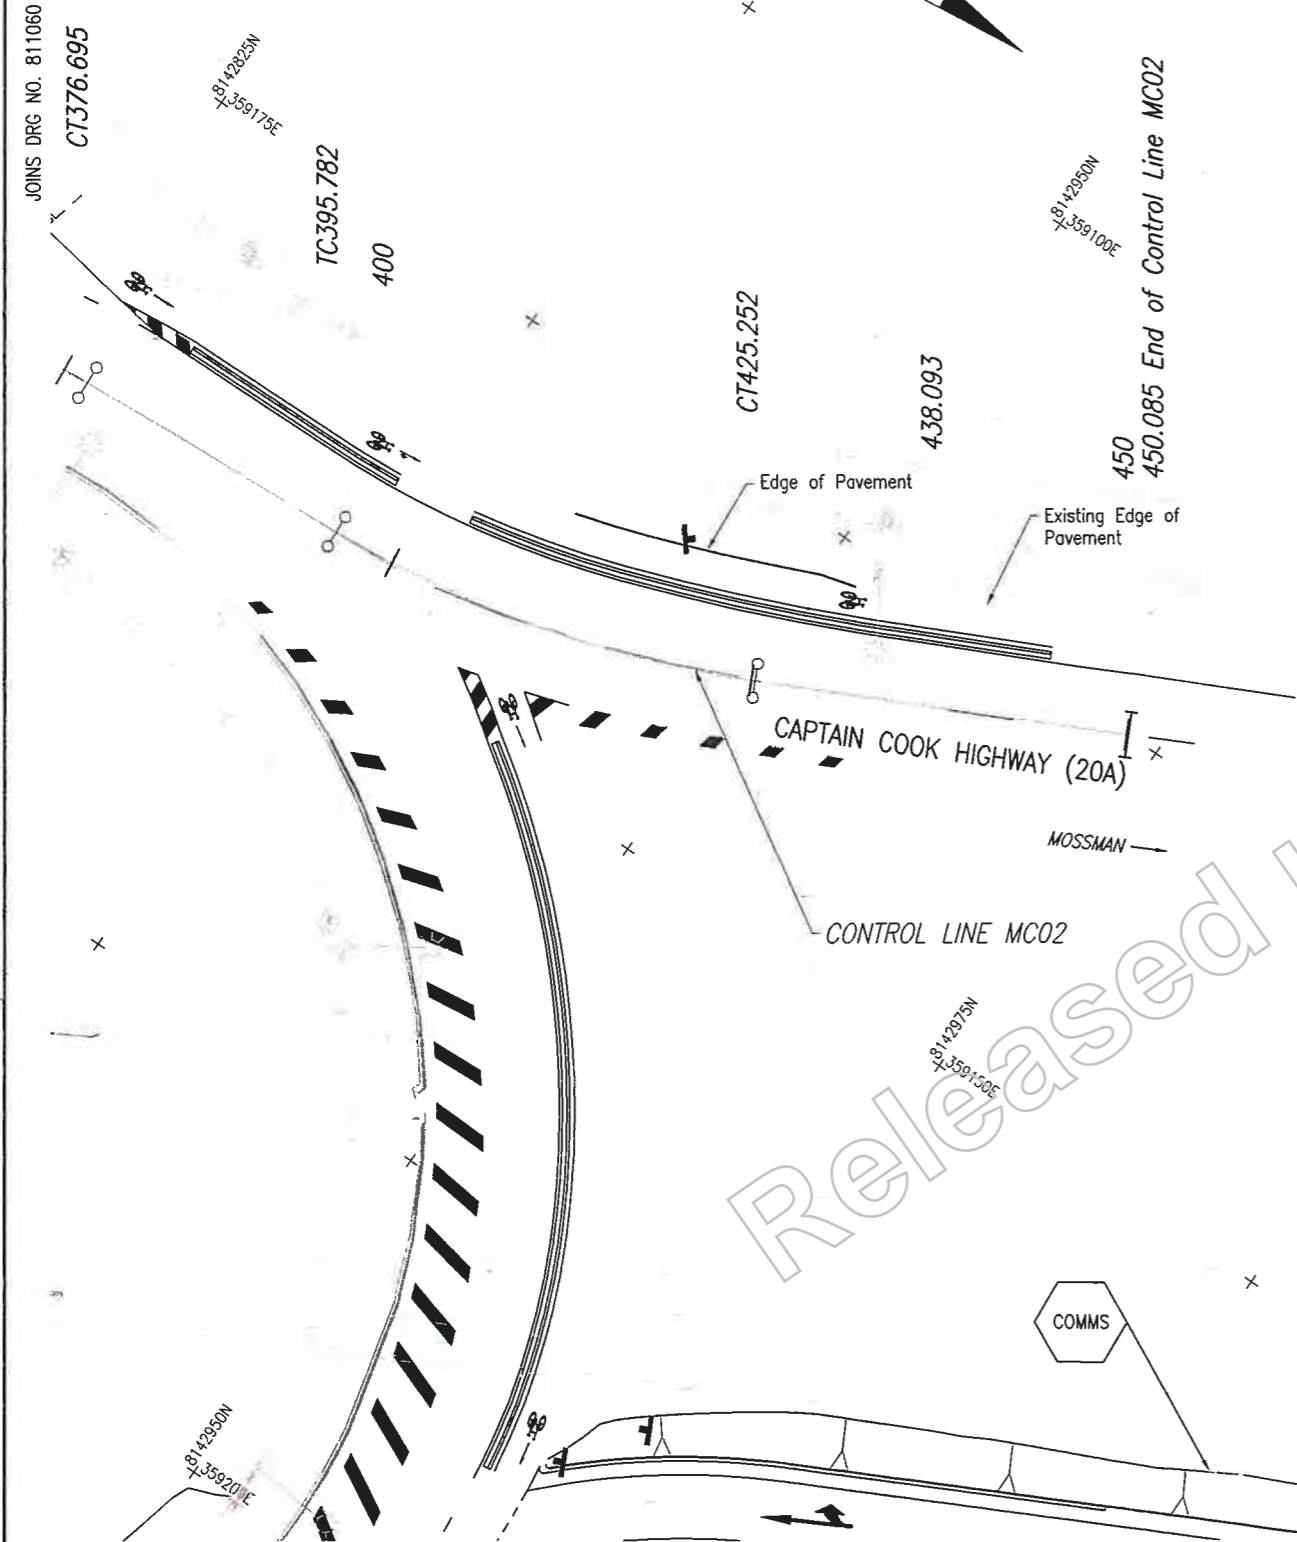 JOINS DRG NO. 811060
CT376.695
8142825N
359175E
TC395.782
400
CT425.252
438.093
450
450.085 End of Control Line MC02
8142950N
359100E
Edge of Pavement
Existing Edge of
Pavement
CAPTAIN COOK HIGHWAY (20A)
MOSSMAN
CONTROL LINE MC02
8142975N
359150E
Released
COMMS
8142950N
359200E